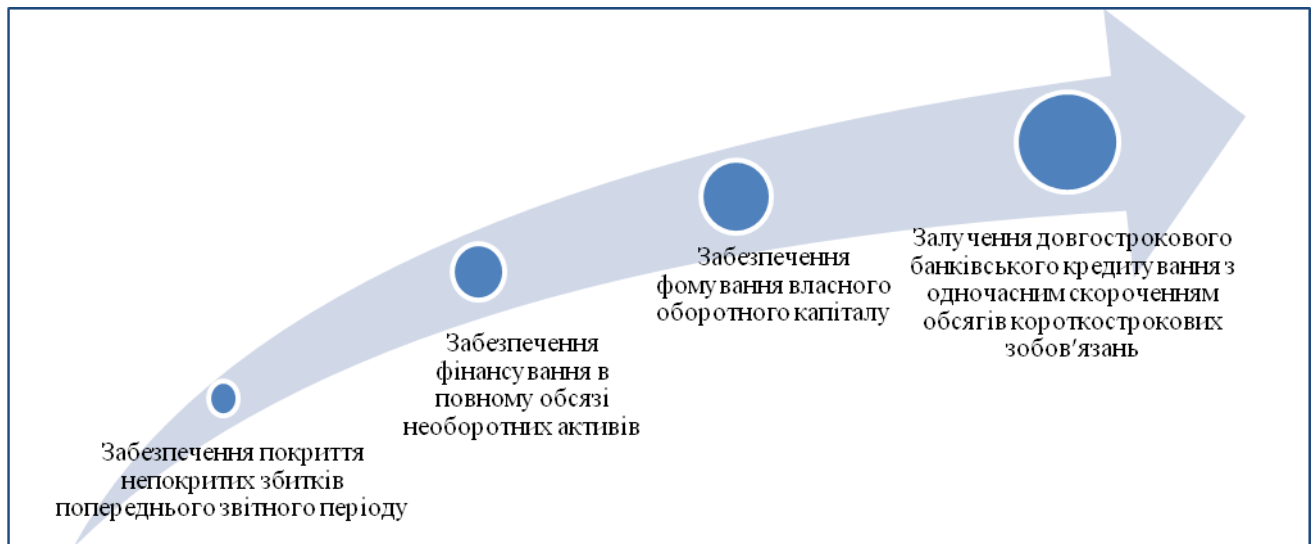 Забезпечення покриття
непокритих збитків
попереднього звітного періоду
Забезпечення
фінансування в
повному обсязі
необоротних активів
Забезпечення
фомування власного
оборотного капіталу
Залучення довгострокового
банківського кредитування з
одночасним скороченням
обсягів короткострокових
зобов’язань